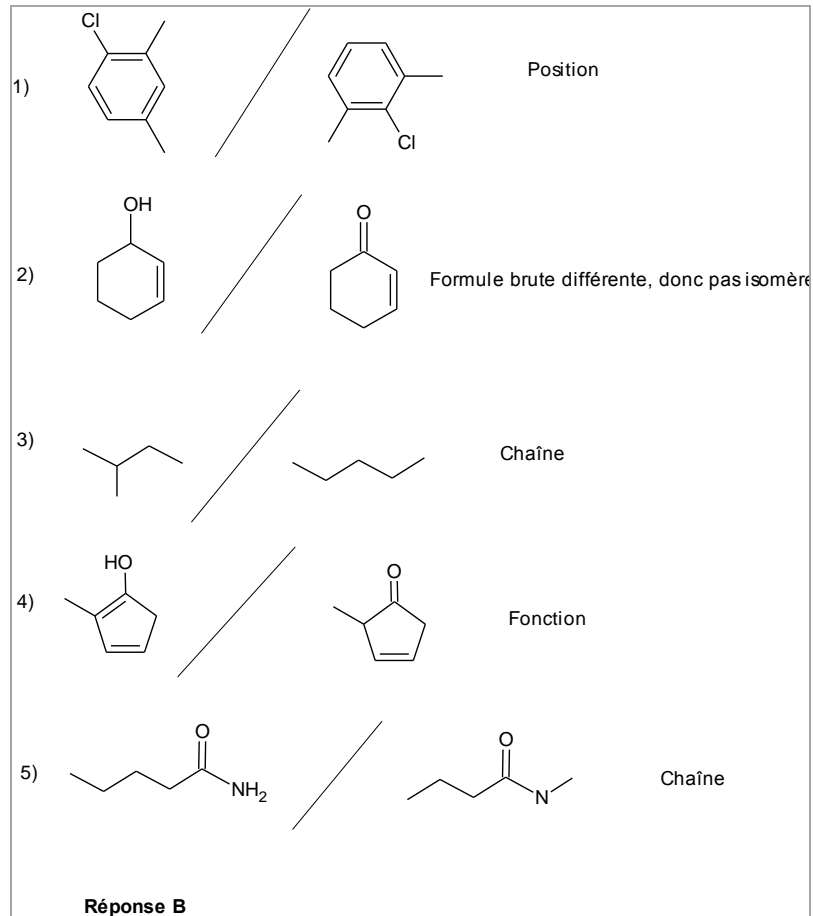 Cl
1)
Position
Cl
OH
O
2)
Formule brute différente, donc pas isomère
3)
Chaîne
HO
O
4)
Fonction
O
O
5)
NH2
N
Chaîne
Réponse B